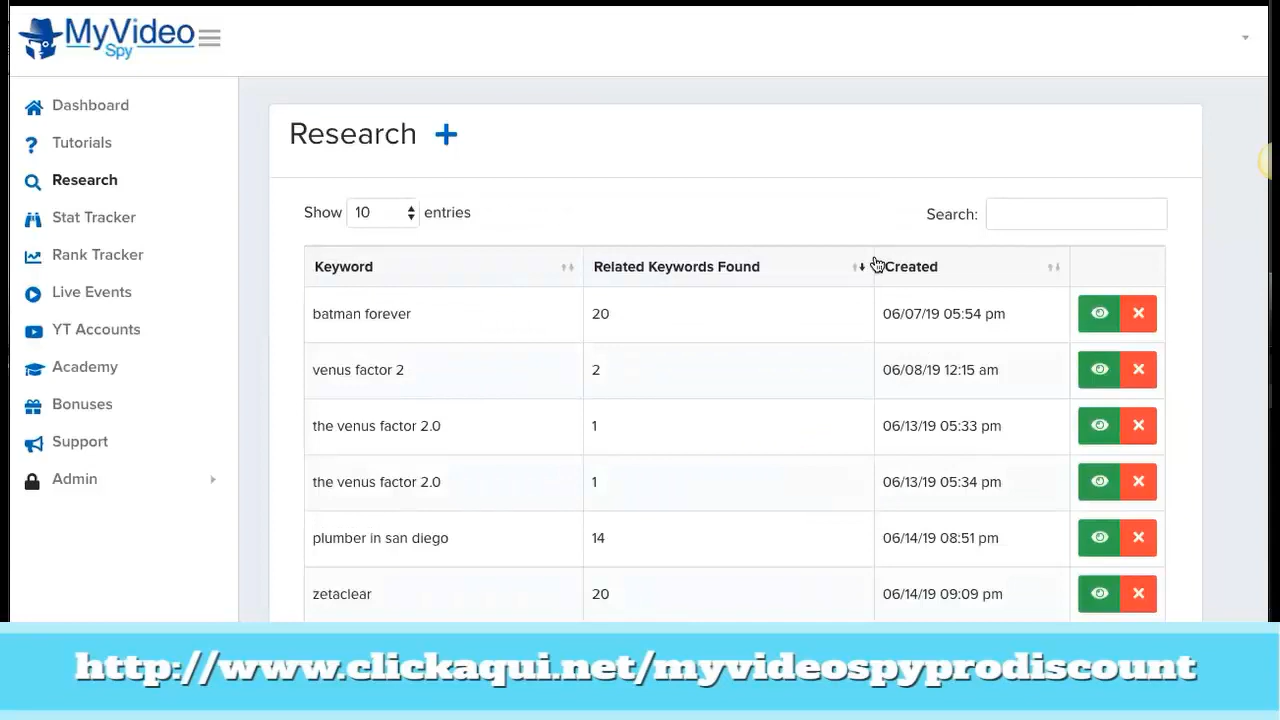 MyVideo
Spy
Dashboard
Tutorials
Research
Stat Tracker
Rank Tracker
Live Events
YT Accounts
Academy
Bonuses
Support
Admin
Research +
Show 10 entries
Search:
Keyword Related Keywords Found Created
batman forever 20 06/07/19 05:54 pm
venus factor 2 2 06/08/19 12:15 am
the venus factor 2.0 1 06/13/19 05:33 pm
the venus factor 2.0 1 06/13/19 05:34 pm
plumber in san diego 14 06/14/19 08:51 pm
zetaclear 20 06/14/19 09:09 pm
http://www.clickaqui.net/myvideospyprodiscount